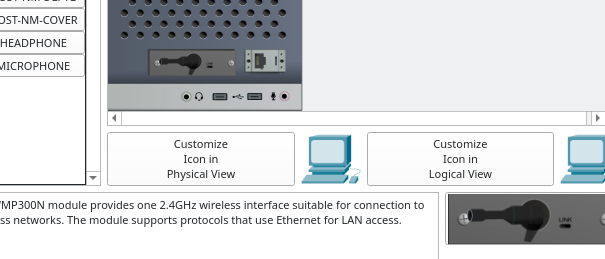 OST-NM-COVER
HEADPHONE
MICROPHONE
Customize
Icon in
Physical View
Customize
Icon in
Logical View
MP300N module provides one 2.4GHz wireless interface suitable for connection to
ss networks. The module supports protocols that use Ethernet for LAN access.
LINK